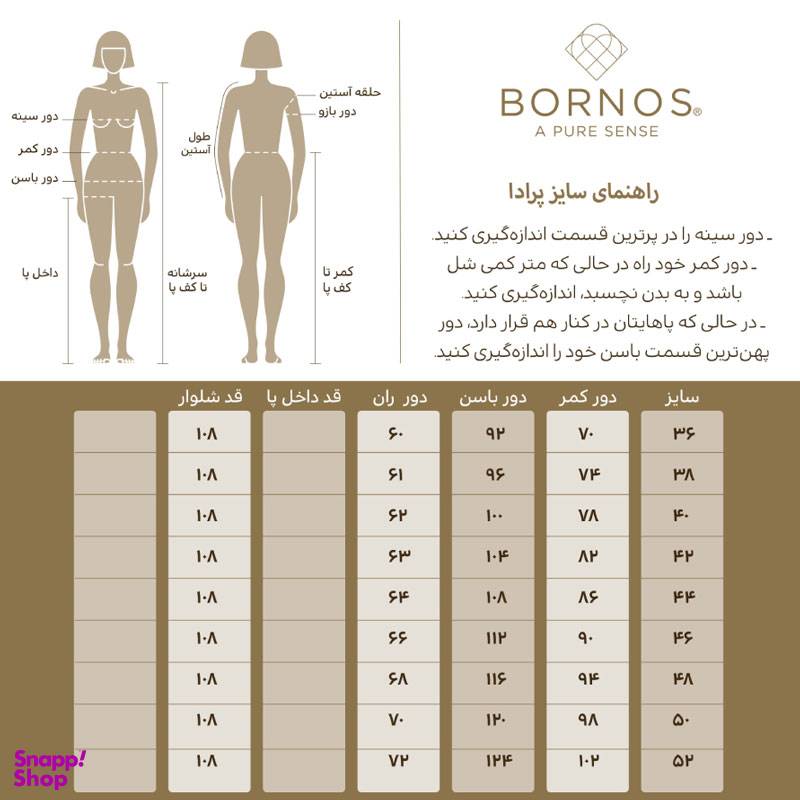 BORNOS®
A PURE SENSE
راهنمای سایز پرادا
ـ دور سینه را در پرترین قسمت اندازه‌گیری کنید.
ـ دور کمر خود راه در حالی که متر کمی شل
باشد و به بدن نچسبد، اندازه‌گیری کنید.
ـ در حالی که پاهایتان در کنار هم قرار دارد، دور
پهن‌ترین قسمت باسن خود را اندازه‌گیری کنید.
حلقه آستین
دور بازو
طول
آستین
کمر تا
کف پا
دور سینه
دور کمر
دور باسن
داخل پا
سرشانه
تا کف پا
سایز دور کمر دور باسن دور ران قد داخل پا قد شلوار
۳۶ ۷۰ ۹۲ ۶۰ ۱۰۸
۳۸ ۷۴ ۹۶ ۶۱ ۱۰۸
۴۰ ۷۸ ۱۰۰ ۶۲ ۱۰۸
۴۲ ۸۲ ۱۰۴ ۶۳ ۱۰۸
۴۴ ۸۶ ۱۰۸ ۶۴ ۱۰۸
۴۶ ۹۰ ۱۱۲ ۶۶ ۱۰۸
۴۸ ۹۴ ۱۱۶ ۶۸ ۱۰۸
۵۰ ۹۸ ۱۲۰ ۷۰ ۱۰۸
۵۲ ۱۰۲ ۱۲۴ ۷۲ ۱۰۸
Snapp!
Shop